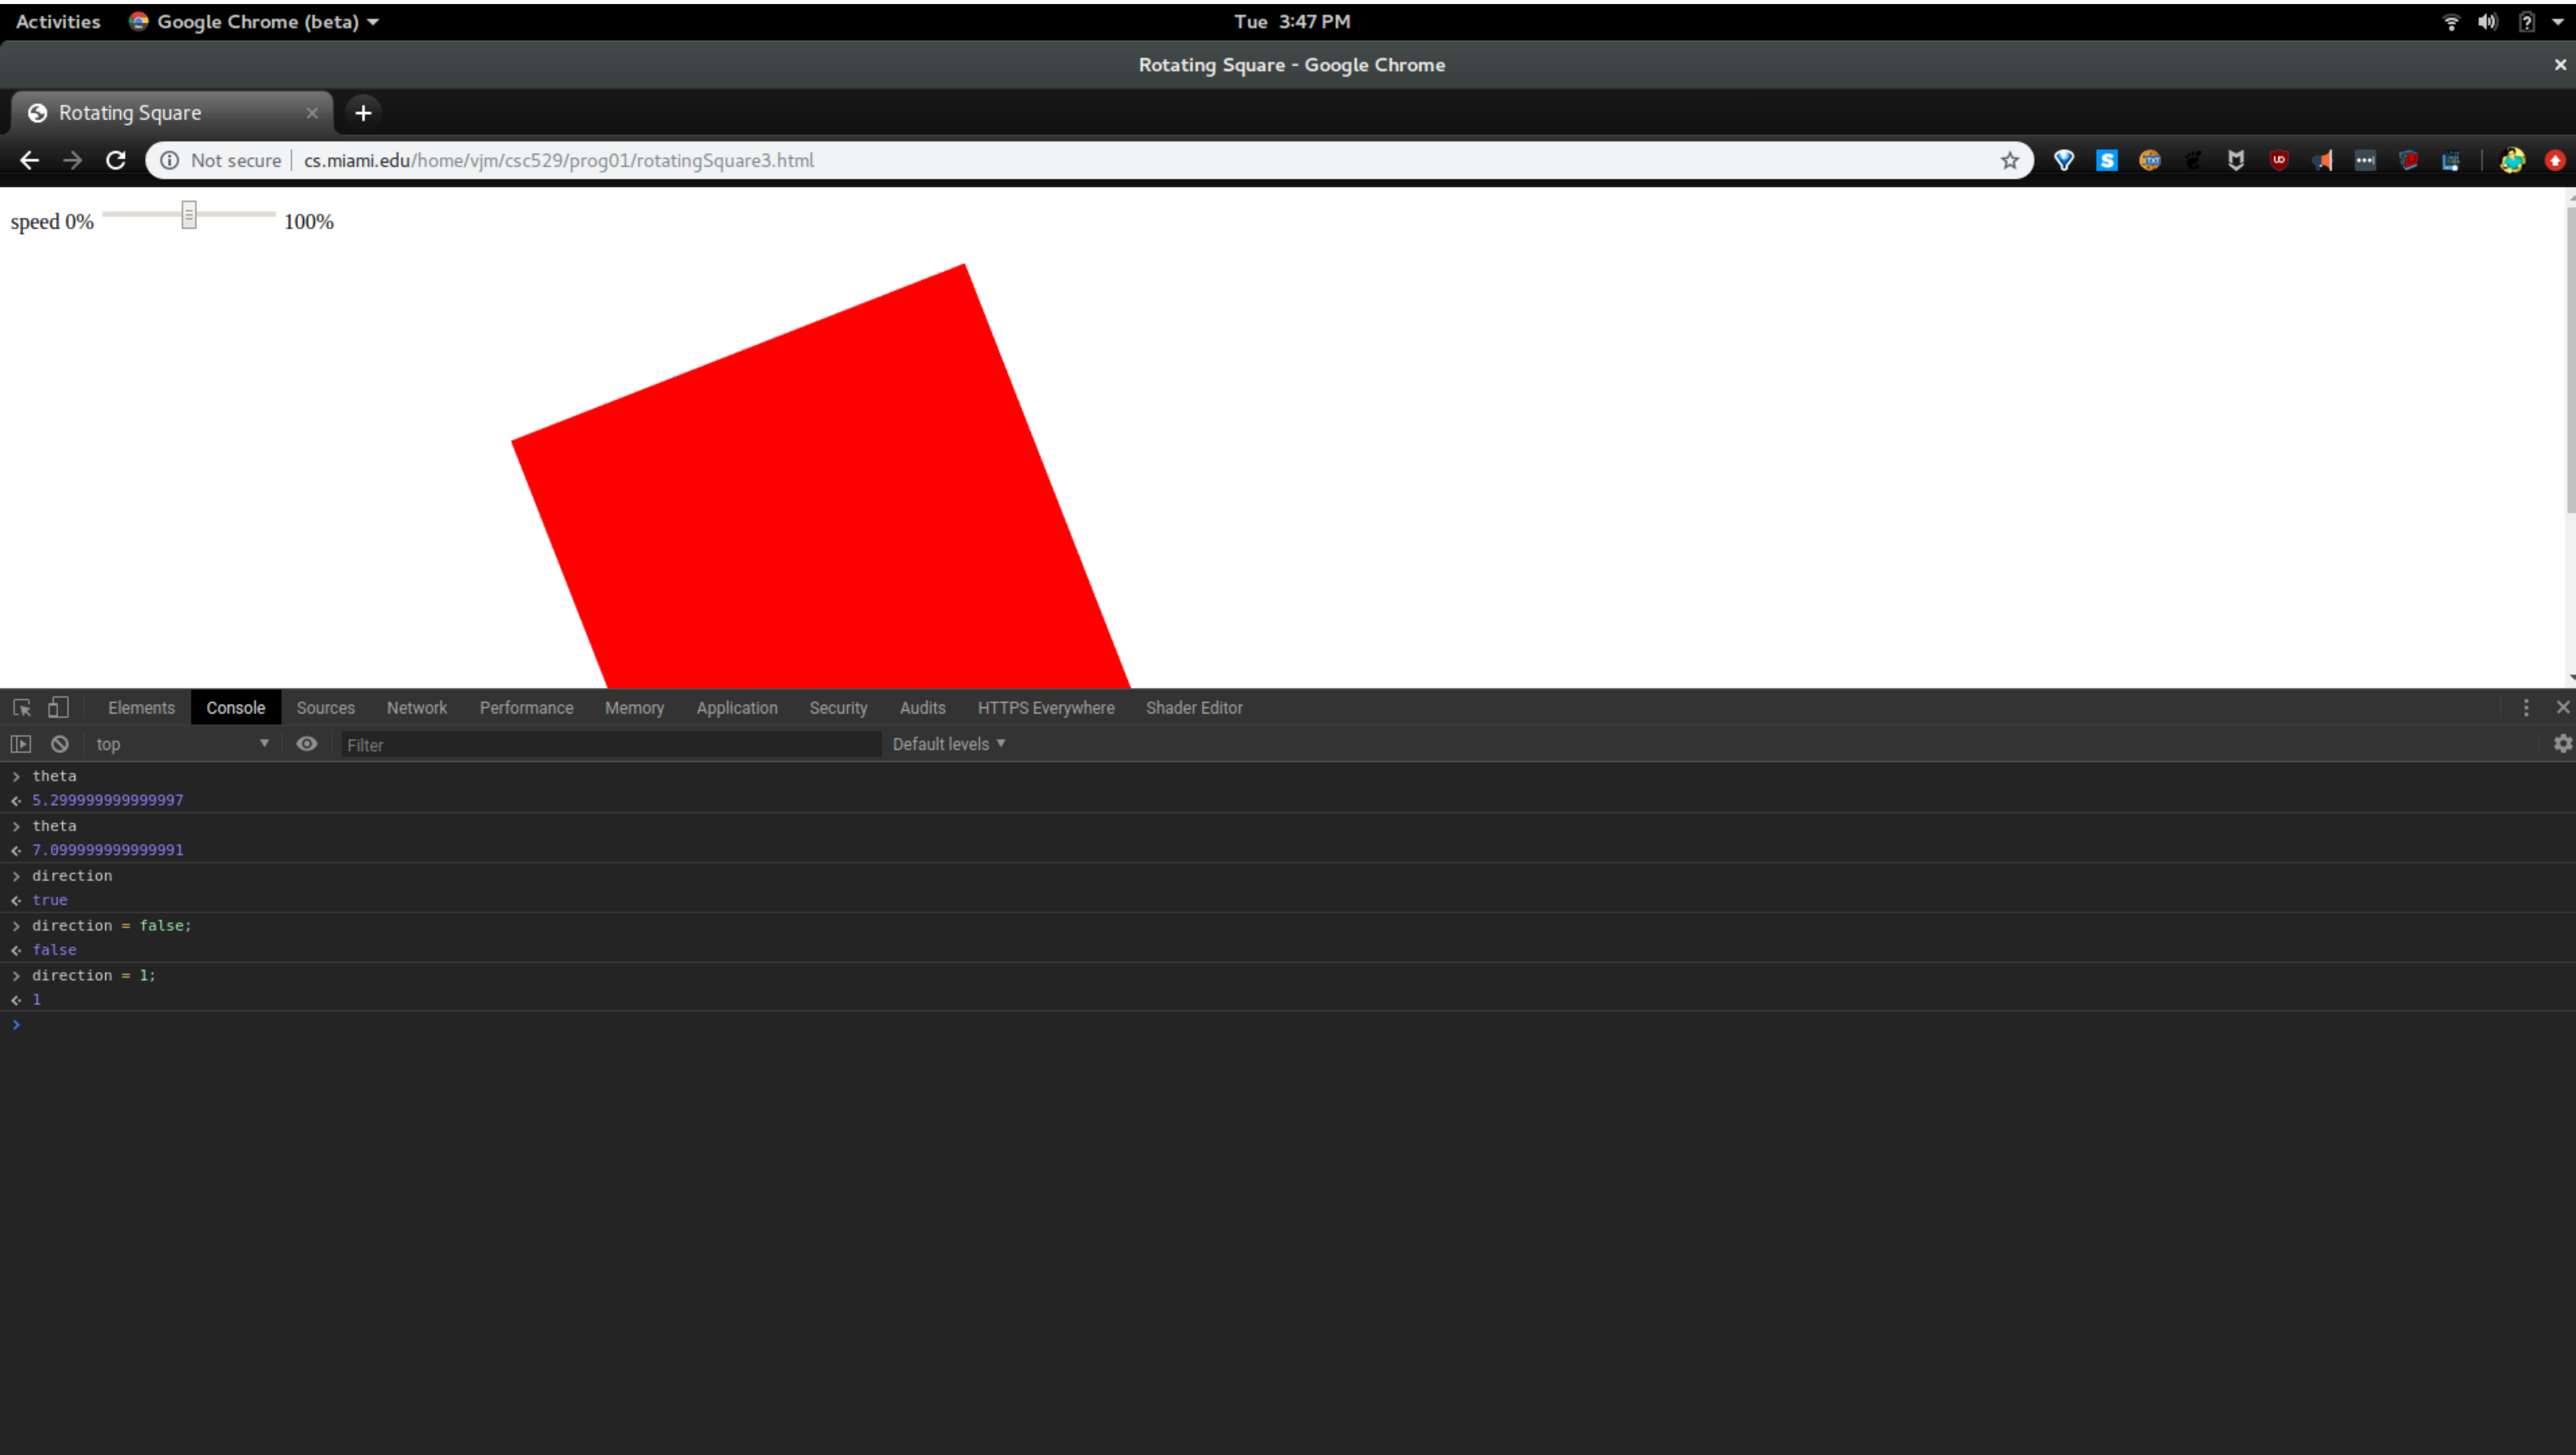 Activities Google Chrome (beta) Tue 3:47 PM
Rotating Square - Google Chrome
Rotating Square
Not secure cs.miami.edu/home/vjm/csc529/prog01/rotatingSquare3.html
speed 0% 100%
Elements Console Sources Network Performance Memory Application Security Audits HTTPS Everywhere Shader Editor
top Filter Default levels
> theta
5.299999999999997
> theta
7.099999999999991
> direction
true
> direction = false;
false
> direction = 1;
1
>